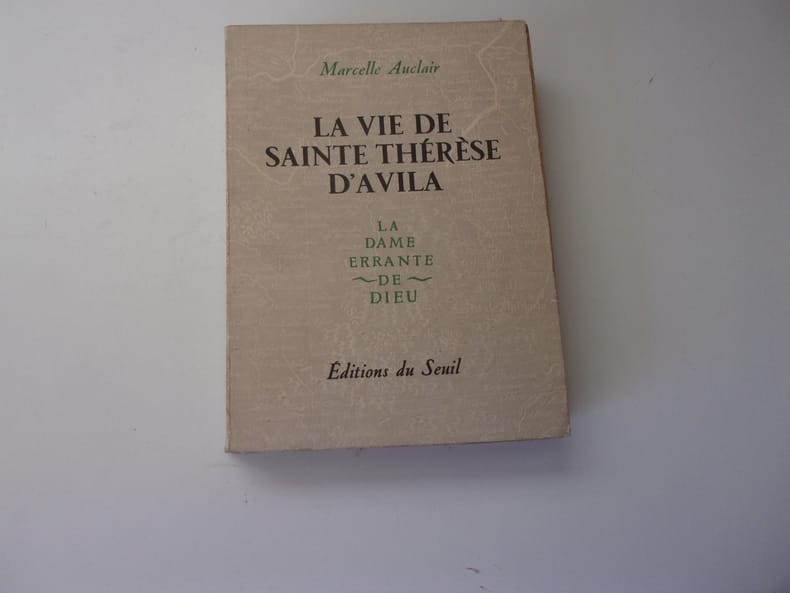 Marcelle Auclair
LA VIE DE
SAINTE THÉRÈSE
D'AVILA
LA
DAME
ERRANTE
~DE~
DIEU
Éditions du Seuil